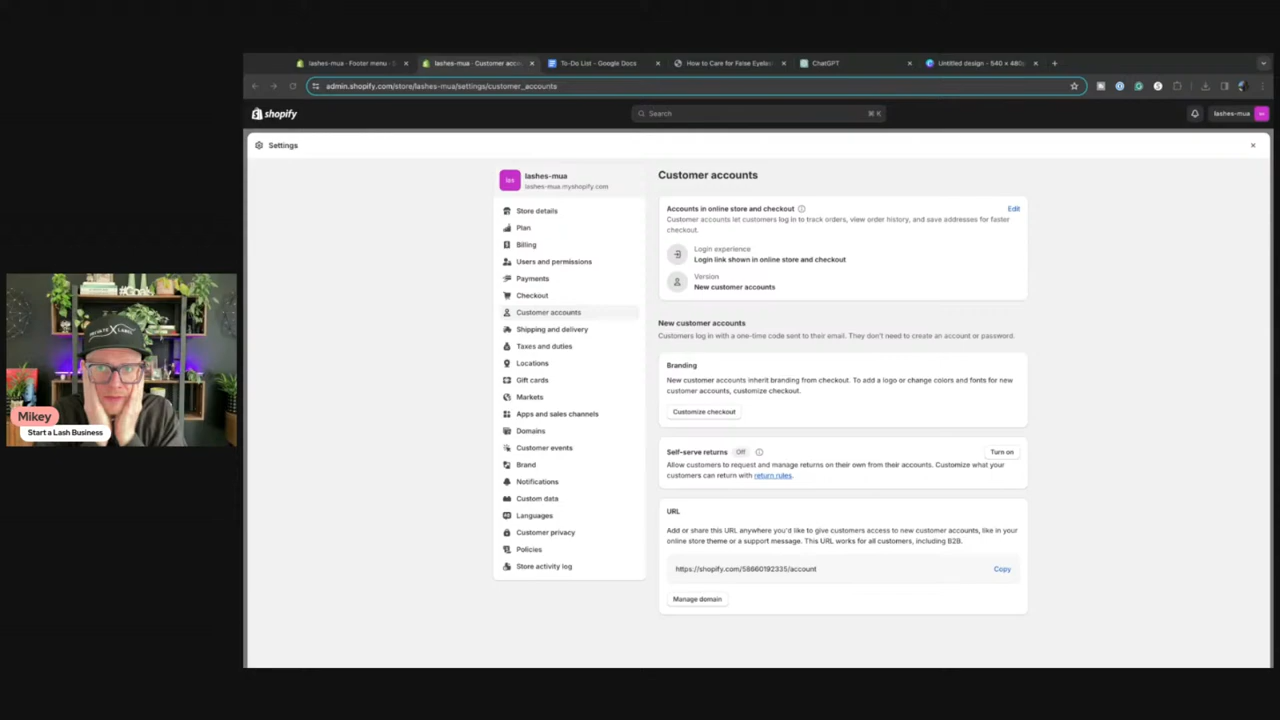 lashes-mua · Footer menu · S
lashes-mua · Customer acco
To-Do List - Google Docs
How to Care for False Eyelas
ChatGPT
Untitled design - 540 × 480p
admin.shopify.com/store/lashes-mua/settings/customer_accounts
shopify
Search
⌘ K
lashes-mua
Settings
las
lashes-mua
lashes-mua.myshopify.com
Store details
Plan
Billing
Users and permissions
Payments
Checkout
Customer accounts
Shipping and delivery
Taxes and duties
Locations
Gift cards
Markets
Apps and sales channels
Domains
Customer events
Brand
Notifications
Custom data
Languages
Customer privacy
Policies
Store activity log
Customer accounts
Accounts in online store and checkout
Edit
Customer accounts let customers log in to track orders, view order history, and save addresses for faster
checkout.
Login experience
Login link shown in online store and checkout
Version
New customer accounts
New customer accounts
Customers log in with a one-time code sent to their email. They don't need to create an account or password.
Branding
New customer accounts inherit branding from checkout. To add a logo or change colors and fonts for new
customer accounts, customize checkout.
Customize checkout
Self-serve returns Off
Turn on
Allow customers to request and manage returns on their own from their accounts. Customize what your
customers can return with return rules.
URL
Add or share this URL anywhere you'd like to give customers access to new customer accounts, like in your
online store theme or a support message. This URL works for all customers, including B2B.
https://shopify.com/58660192335/account
Copy
Manage domain
PRIVATE X LABEL
Mikey
Start a Lash Business